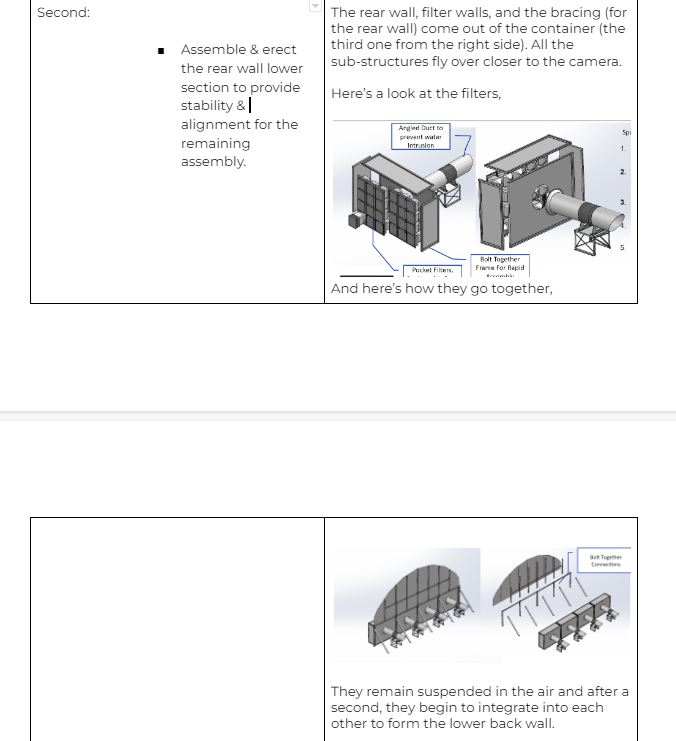 Second:
▪ Assemble & erect
the rear wall lower
section to provide
stability &
alignment for the
remaining
assembly.
The rear wall, filter walls, and the bracing (for
the rear wall) come out of the container (the
third one from the right side). All the
sub-structures fly over closer to the camera.
Here's a look at the filters,
Angled Duct to
prevent water
Intrusion
1.
2.
3.
4.
5.
Pocket Filters,
Bolt Together
Frame For Rapid
And here's how they go together,
Bolt Together
Connections
They remain suspended in the air and after a
second, they begin to integrate into each
other to form the lower back wall.